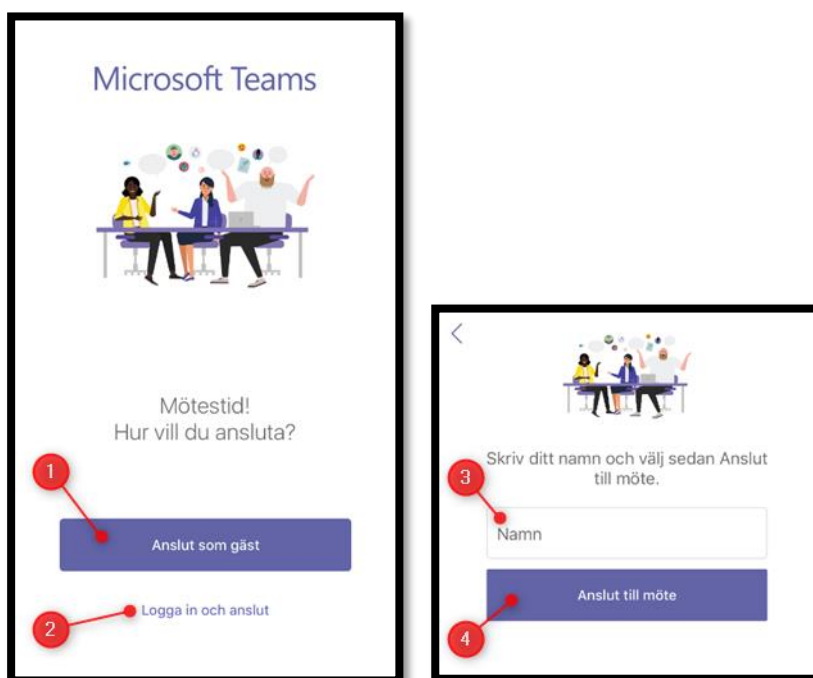 Microsoft Teams
Mötestid!
Hur vill du ansluta?
1
Anslut som gäst
2
Logga in och anslut
Skriv ditt namn och välj sedan Anslut
till möte.
3
Namn
Anslut till möte
4